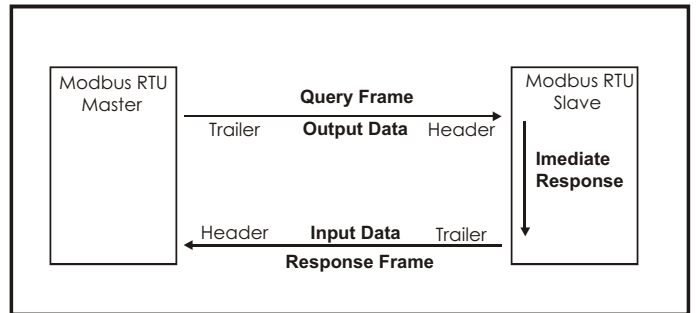 Modbus RTU
Master
Query Frame
Trailer Output Data Header
Modbus RTU
Slave
Imediate
Response
Header Input Data Trailer
Response Frame